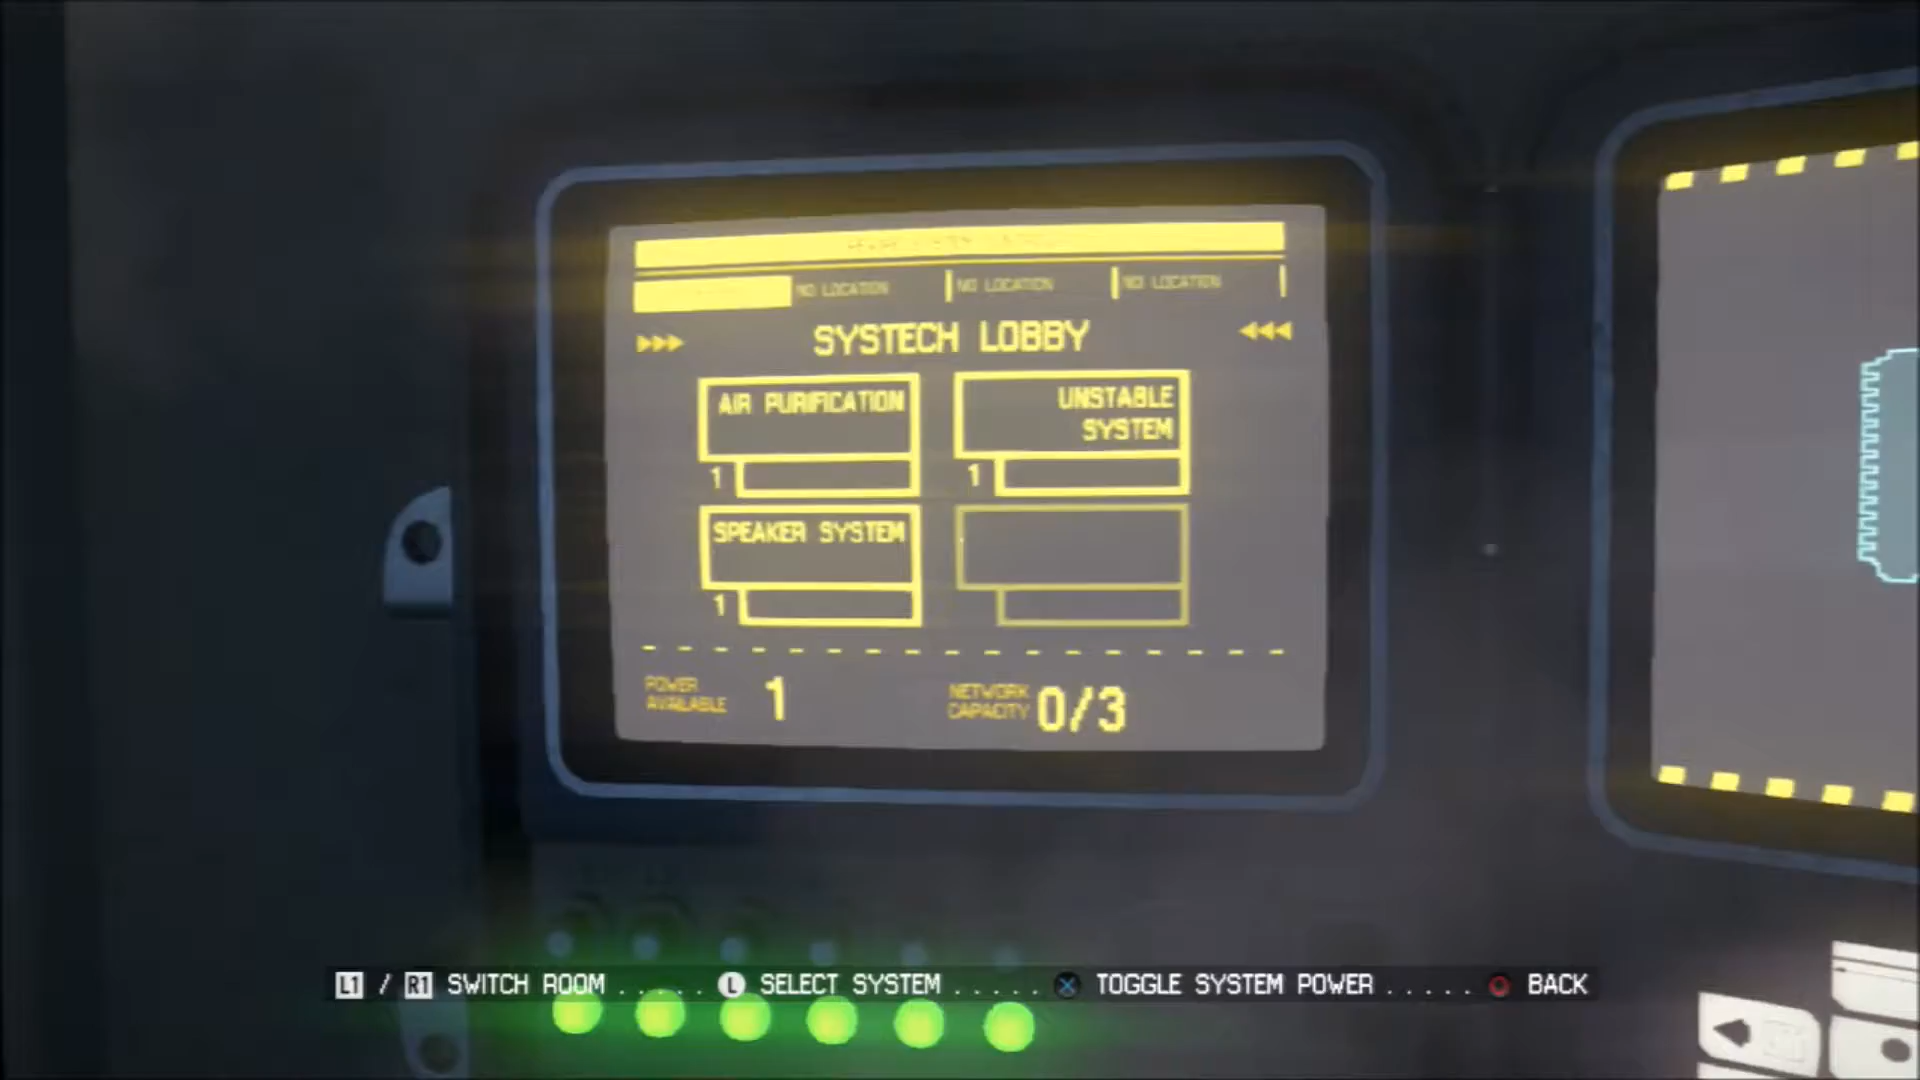 NO LOCATION
NO LOCATION
NO LOCATION
SYSTECH LOBBY
AIR PURIFICATION
1
UNSTABLE
SYSTEM
1
SPEAKER SYSTEM
1
POWER
AVAILABLE
1
NETWORK
CAPACITY
0/3
L1 / R1 SWITCH ROOM ..... L SELECT SYSTEM ..... X TOGGLE SYSTEM POWER ..... BACK